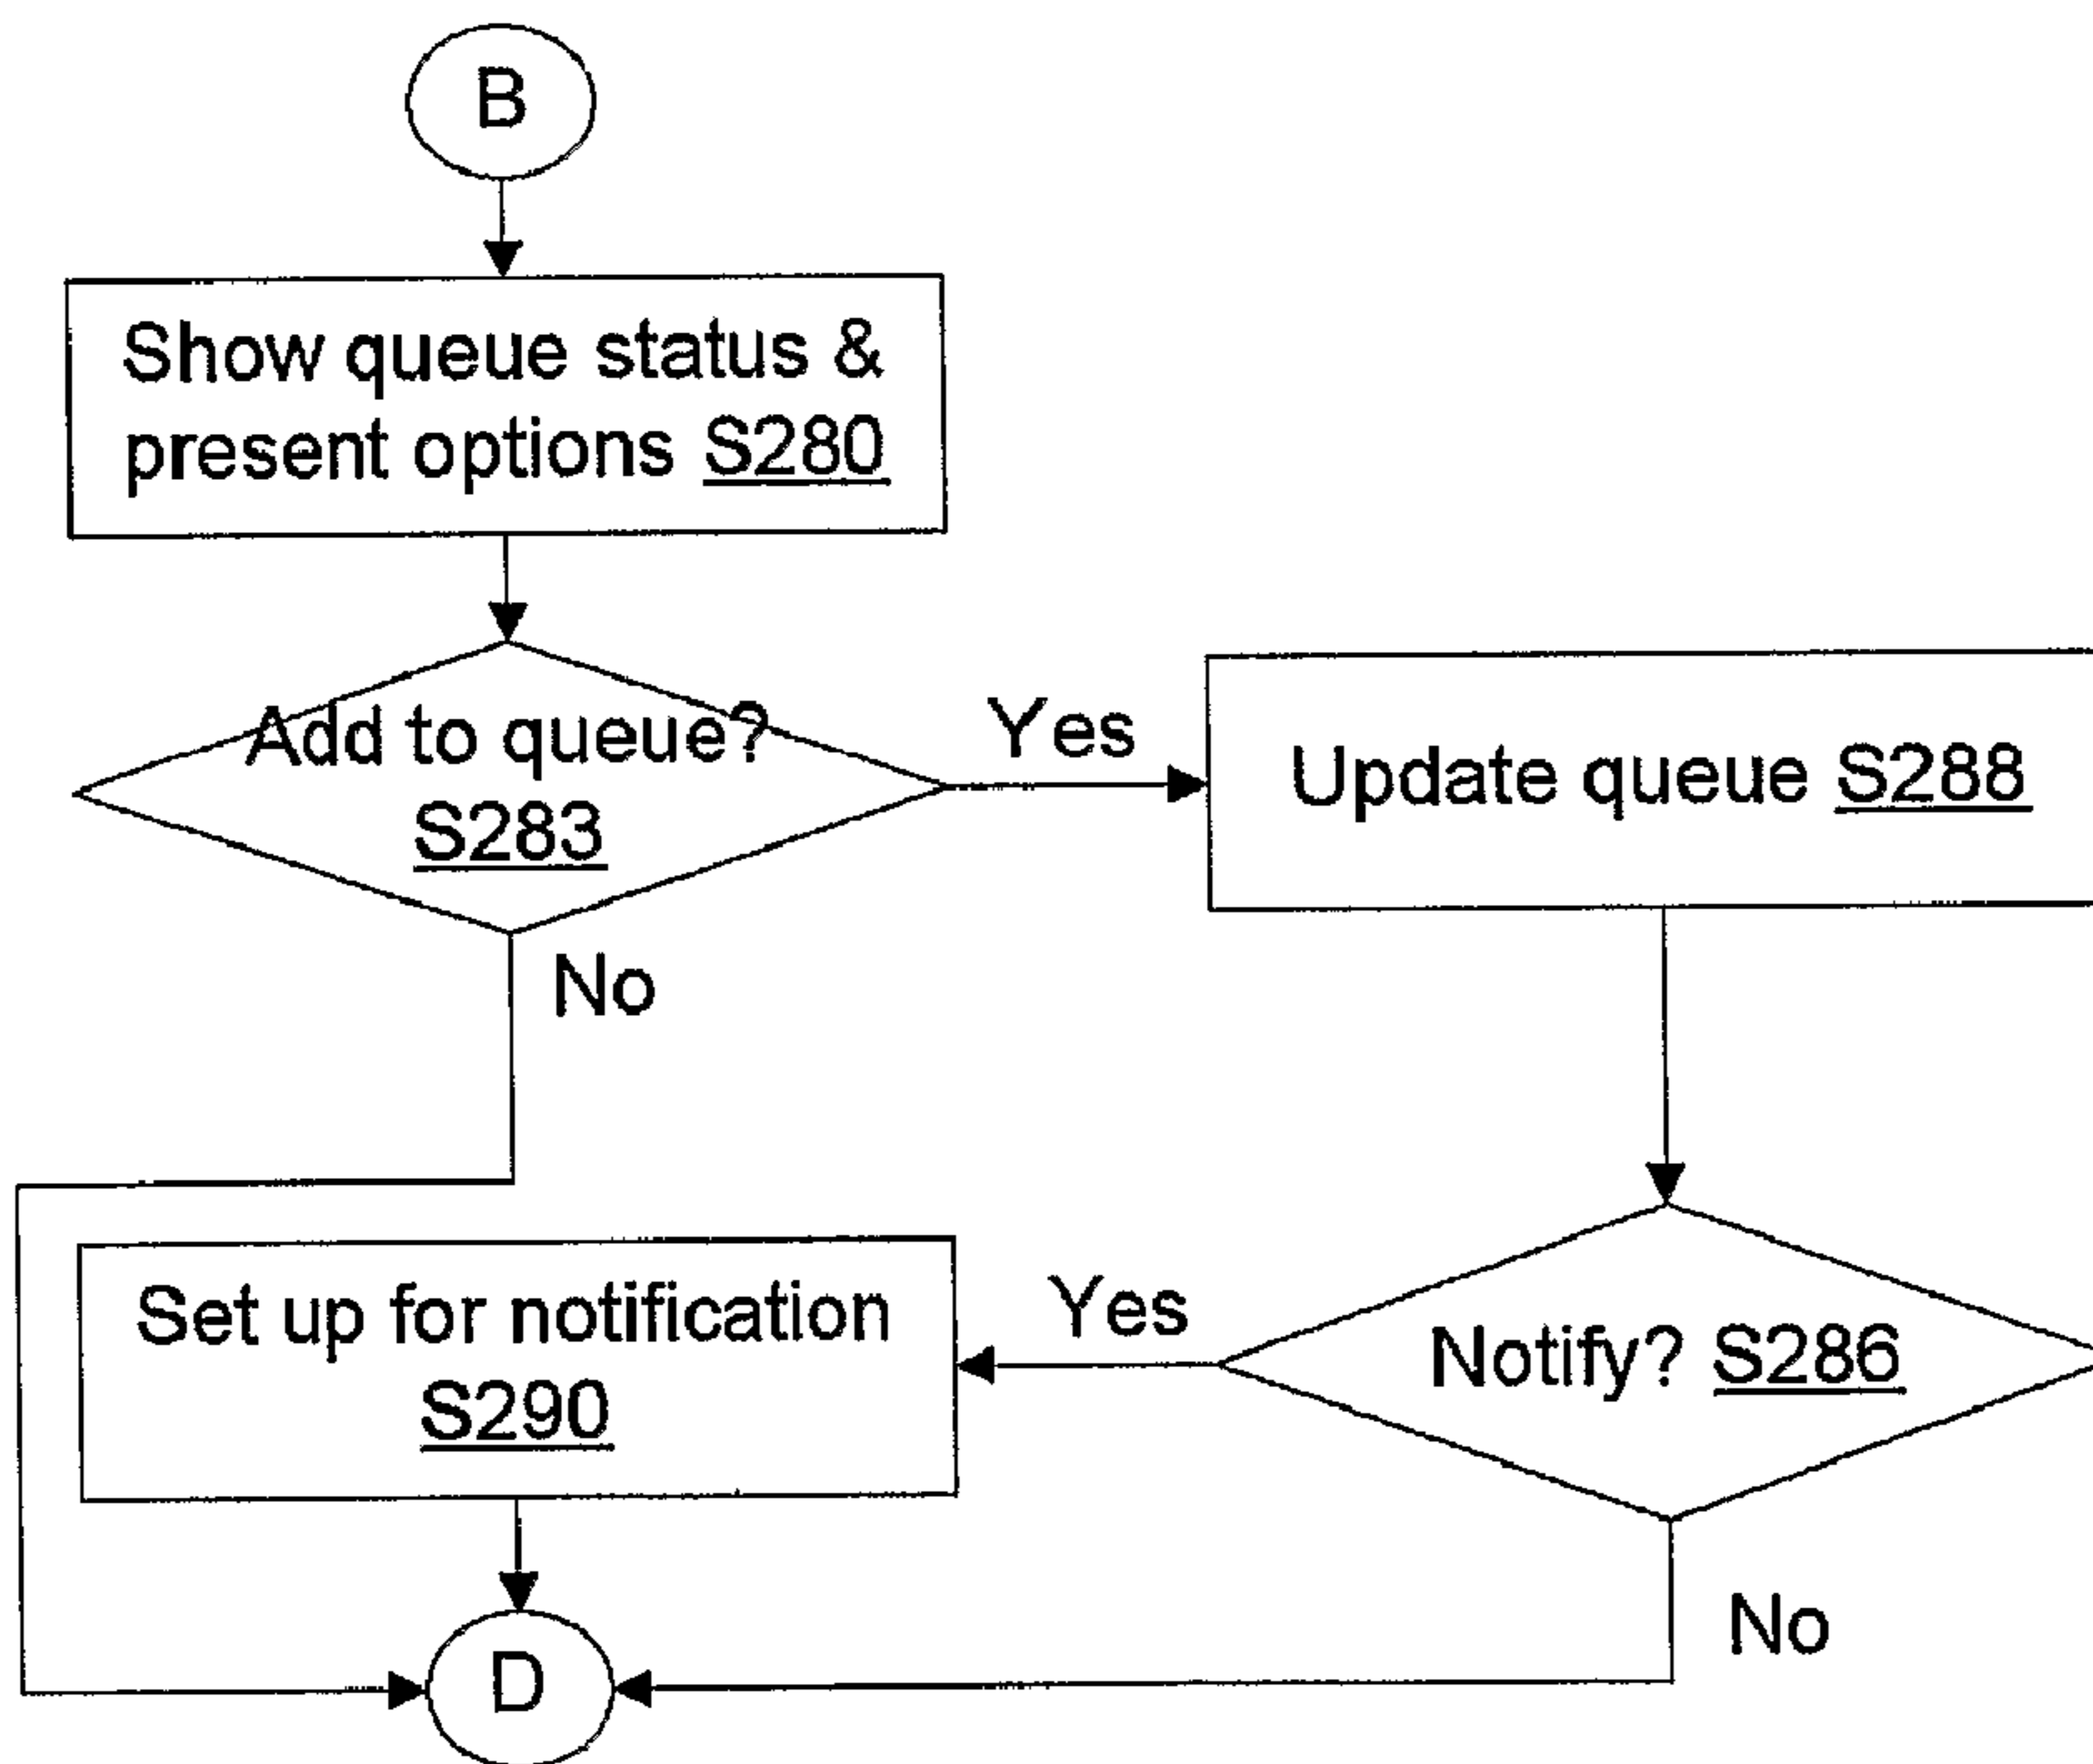 B
Show queue status &
present options S280
Add to queue?
S283
Yes
Update queue S288
No
Set up for notification
S290
Yes
Notify? S286
No
D